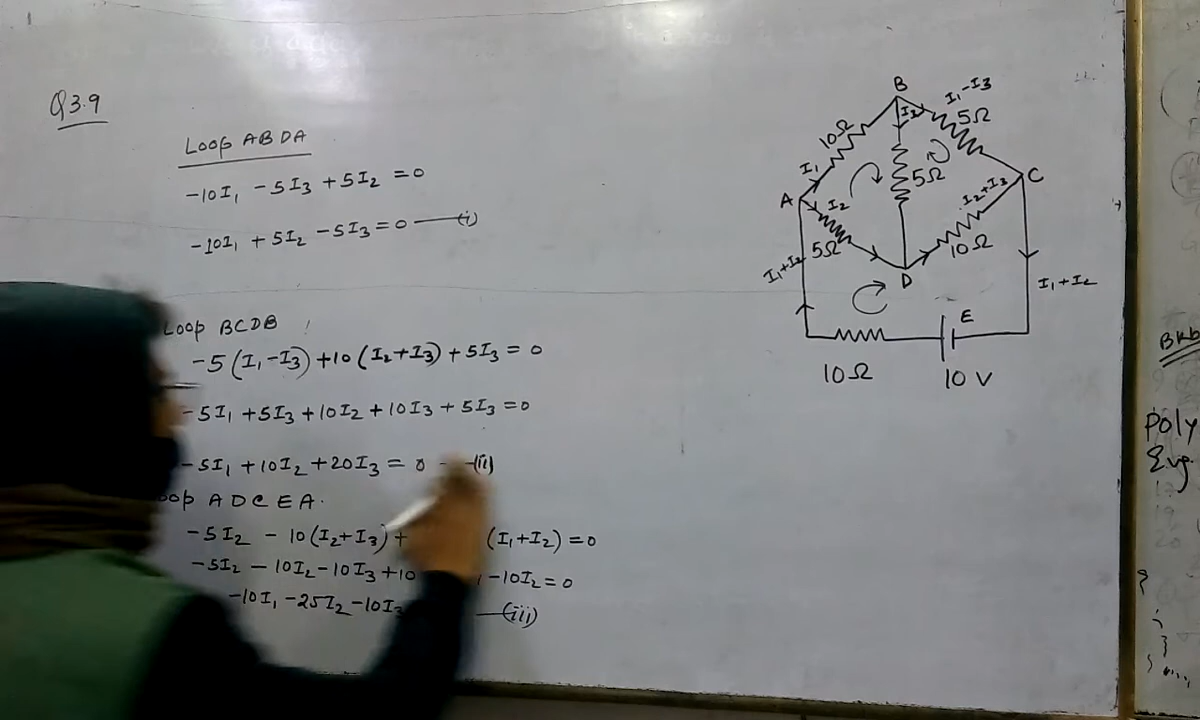 Q3.9
Loop ABDA
-10I₁ -5I₃ +5I₂ =0
-10I₁ + 5I₂ -5I₃ = 0 —(i)
Loop BCDB
-5(I₁-I₃) +10(I₂+I₃) +5I₃ = 0
-5I₁ +5I₃ +10I₂ +10I₃ +5I₃ =0
-5I₁ +10I₂ +20I₃ = 0 —(ii)
ADCEA.
-5I₂ - 10(I₂+I₃) + (I₁+I₂) =0
-5I₂ -10I₂ -10I₃ +10 -10I₂ =0
-10I₁ -25I₂ -10I₃ —(iii)
B
I₁-I₃
10Ω
I₃
5Ω
I₁
5Ω
A
I₂
I₂+I₃
C
5Ω
10Ω
I₁+I₂
D
I₁+I₂
E
10Ω
10 V
Poly